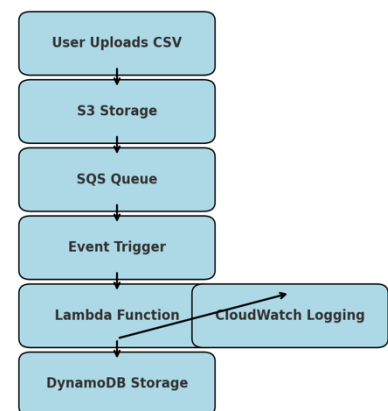 User Uploads CSV
S3 Storage
SQS Queue
Event Trigger
Lambda Function
CloudWatch Logging
DynamoDB Storage